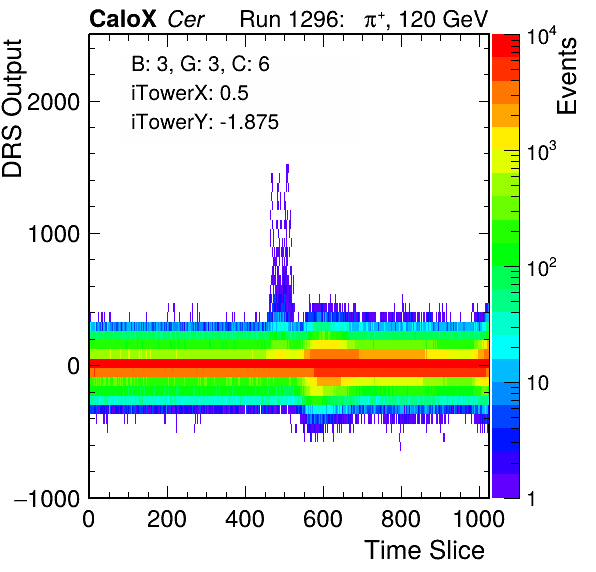 CaloX Cer Run 1296: π⁺, 120 GeV
B: 3, G: 3, C: 6
iTowerX: 0.5
iTowerY: -1.875
DRS Output
2000
1000
0
−1000
0 200 400 600 800 1000
Time Slice
Events
10⁴
10³
10²
10
1